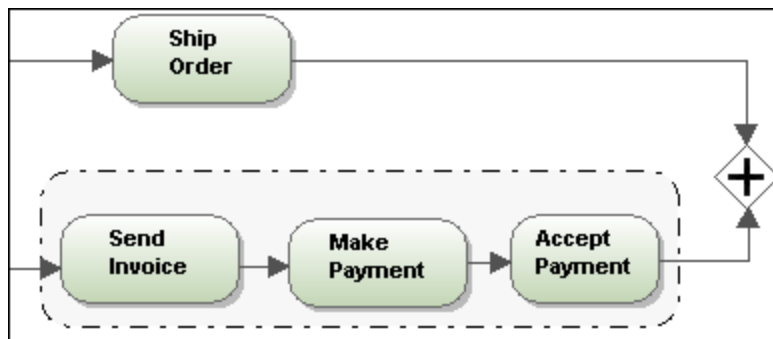 Ship
Order
Send
Invoice
Make
Payment
Accept
Payment